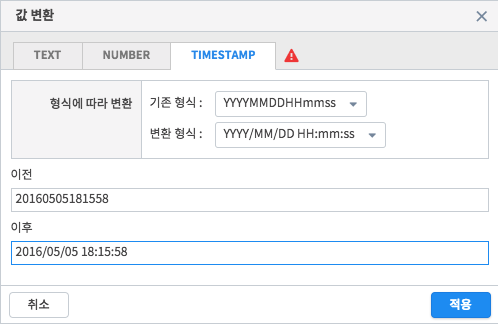 값 변환
TEXT NUMBER TIMESTAMP
형식에 따라 변환 기존 형식 : YYYYMMDDHHmmss
변환 형식 : YYYY/MM/DD HH:mm:ss
이전
20160505181558
이후
2016/05/05 18:15:58
취소 적용